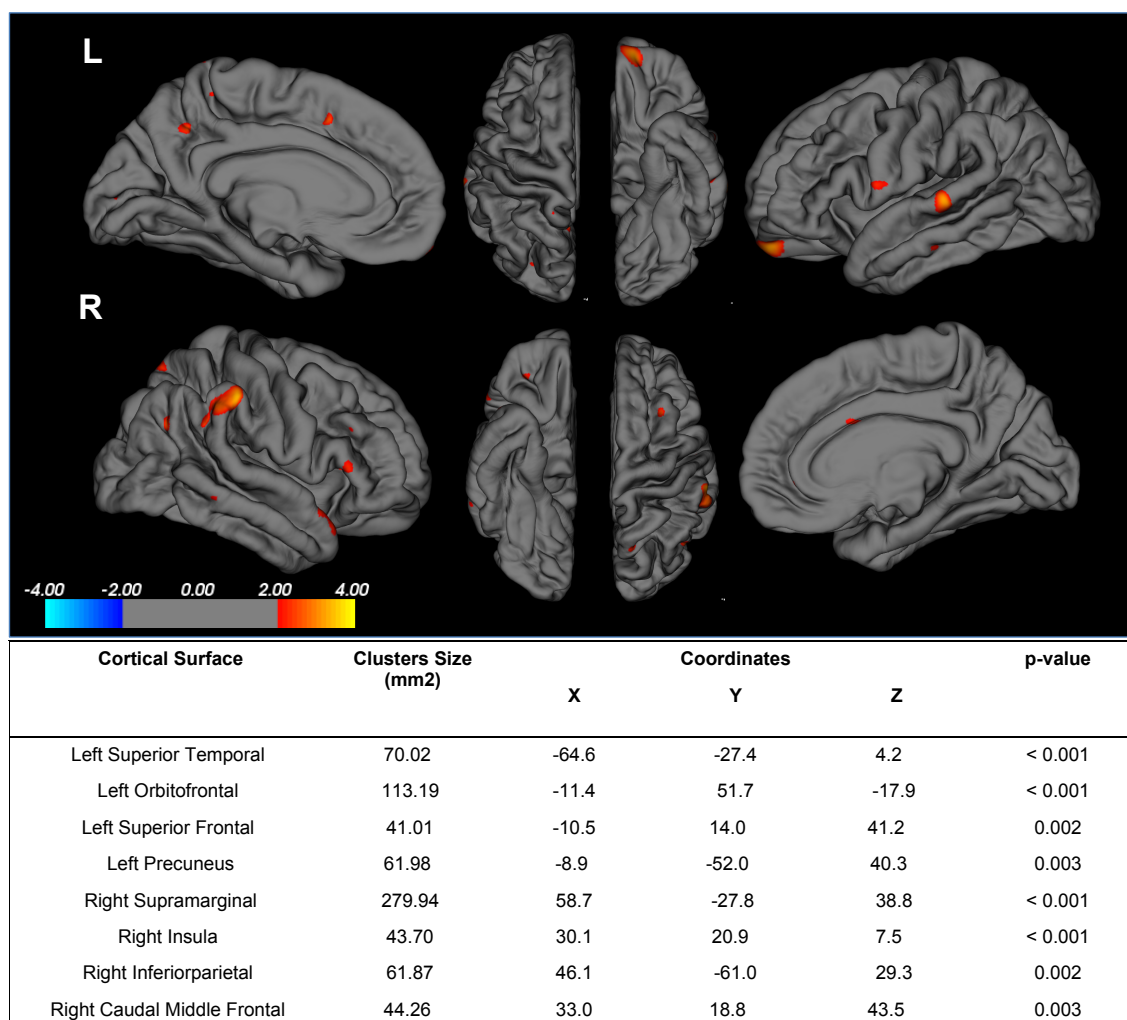 L
R
-4.00 -2.00 0.00 2.00 4.00
Cortical Surface Clusters Size (mm2) Coordinates p-value
X Y Z
Left Superior Temporal 70.02 -64.6 -27.4 4.2 < 0.001
Left Orbitofrontal 113.19 -11.4 51.7 -17.9 < 0.001
Left Superior Frontal 41.01 -10.5 14.0 41.2 0.002
Left Precuneus 61.98 -8.9 -52.0 40.3 0.003
Right Supramarginal 279.94 58.7 -27.8 38.8 < 0.001
Right Insula 43.70 30.1 20.9 7.5 < 0.001
Right Inferiorparietal 61.87 46.1 -61.0 29.3 0.002
Right Caudal Middle Frontal 44.26 33.0 18.8 43.5 0.003